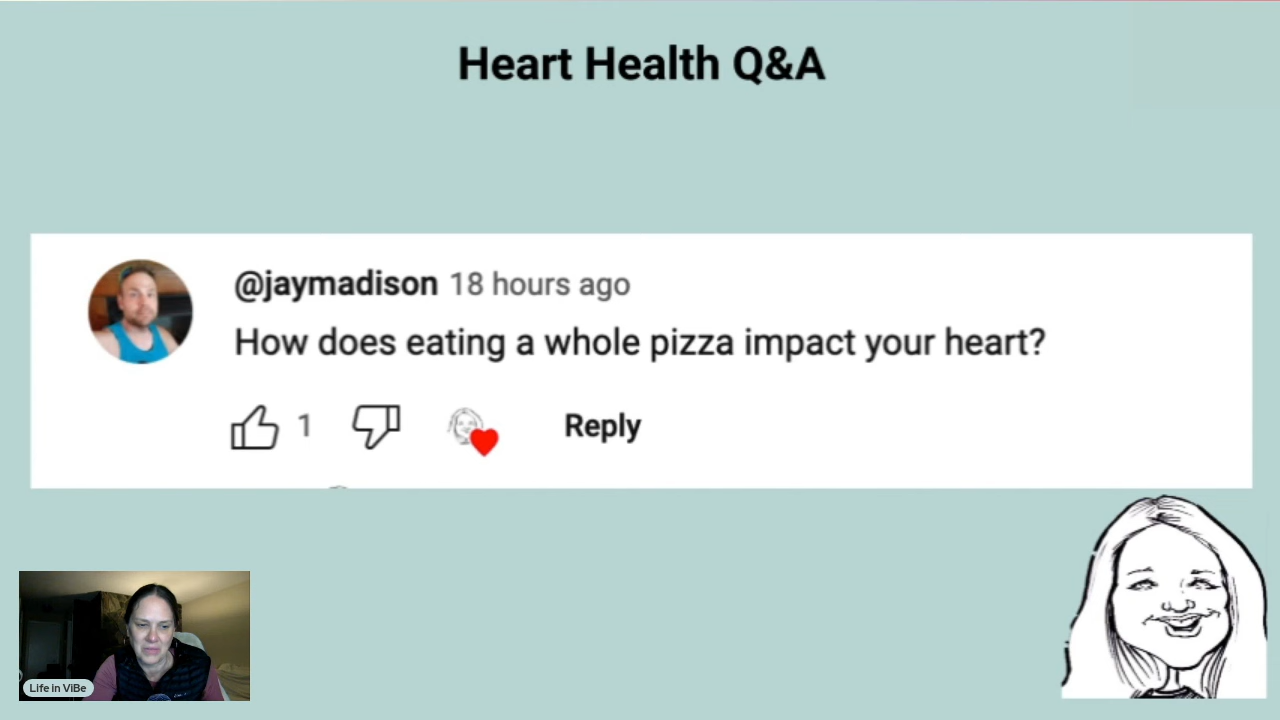 Heart Health Q&A
@jaymadison 18 hours ago
How does eating a whole pizza impact your heart?
1 Reply
Life in ViBe